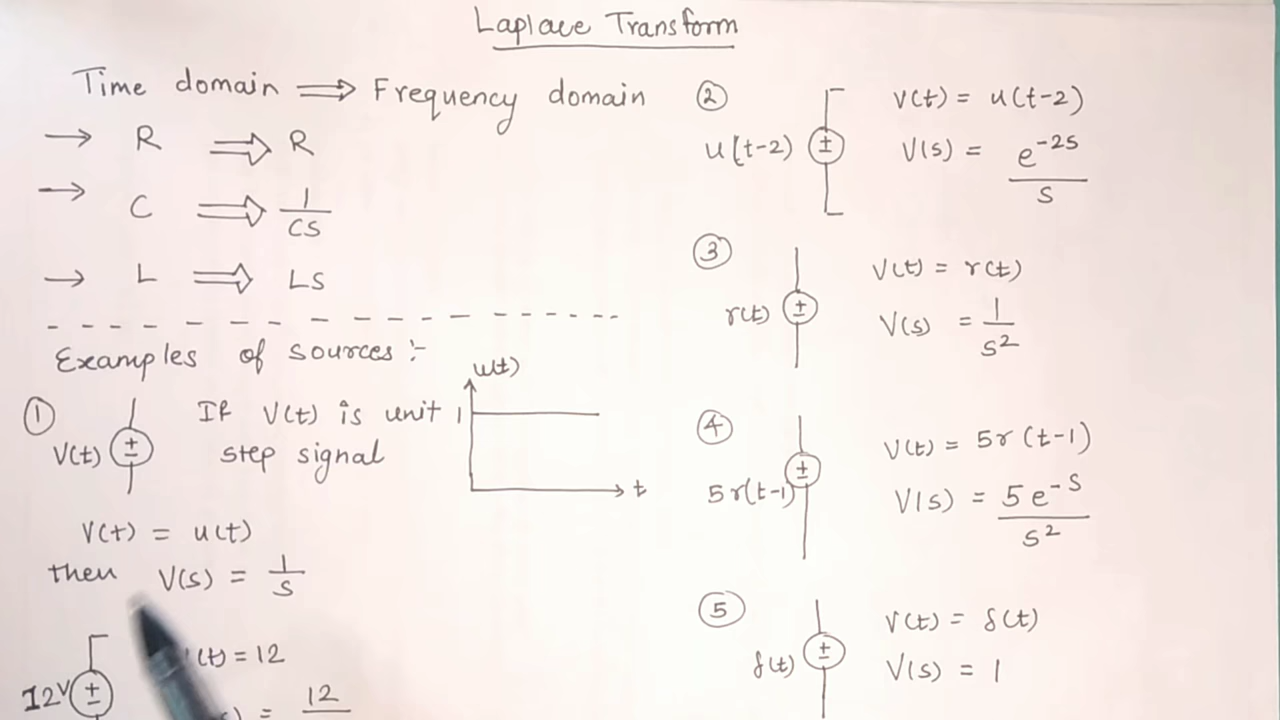 Laplace Transform
Time domain ⟹ Frequency domain
→ R ⟹ R
→ C ⟹ 1/CS
→ L ⟹ LS
Examples of sources :-
① V(t) ± If V(t) is unit
step signal
u(t)
1
t
V(t) = u(t)
then V(s) = 1/s
12V ± (t) = 12
(s) = 12
② u(t-2) ± V(t) = u(t-2)
V(s) = e^{-2s}/s
③ r(t) ± V(t) = r(t)
V(s) = 1/s²
④ 5r(t-1) ± V(t) = 5r(t-1)
V(s) = 5e^{-s}/s²
⑤ δ(t) ± V(t) = δ(t)
V(s) = 1